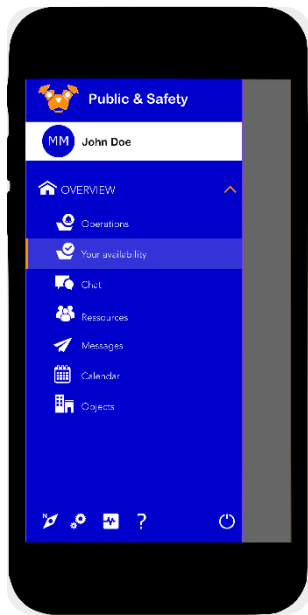 Public & Safety
MM John Doe
OVERVIEW
Operations
Your availability
Chat
Ressources
Messages
Calendar
Objects
N ?